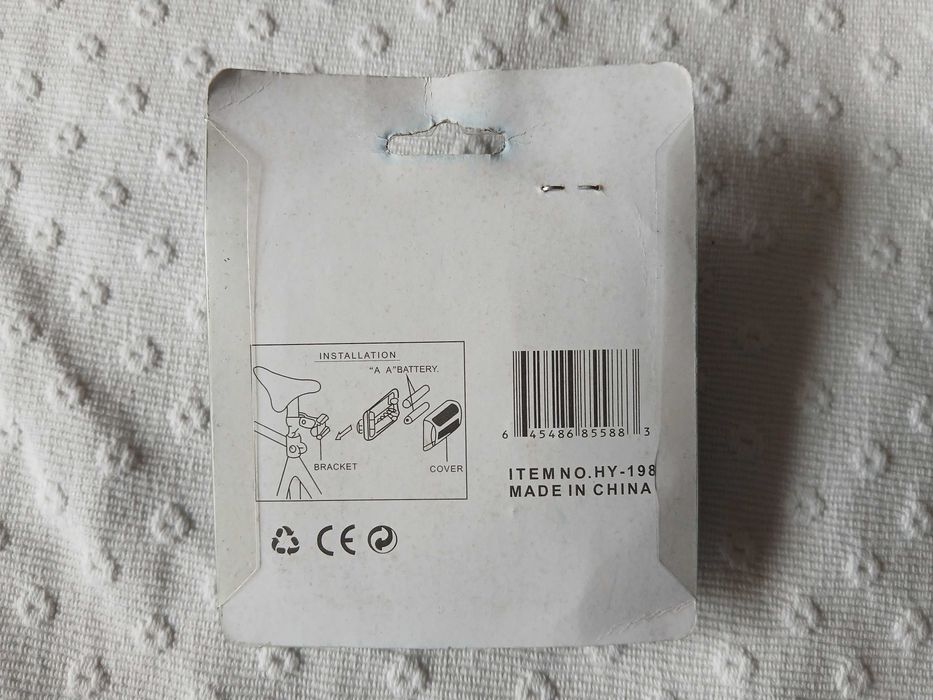 INSTALLATION
“A A”BATTERY.
BRACKET
COVER
6 45486 85588 3
ITEM NO.HY-198
MADE IN CHINA
CE